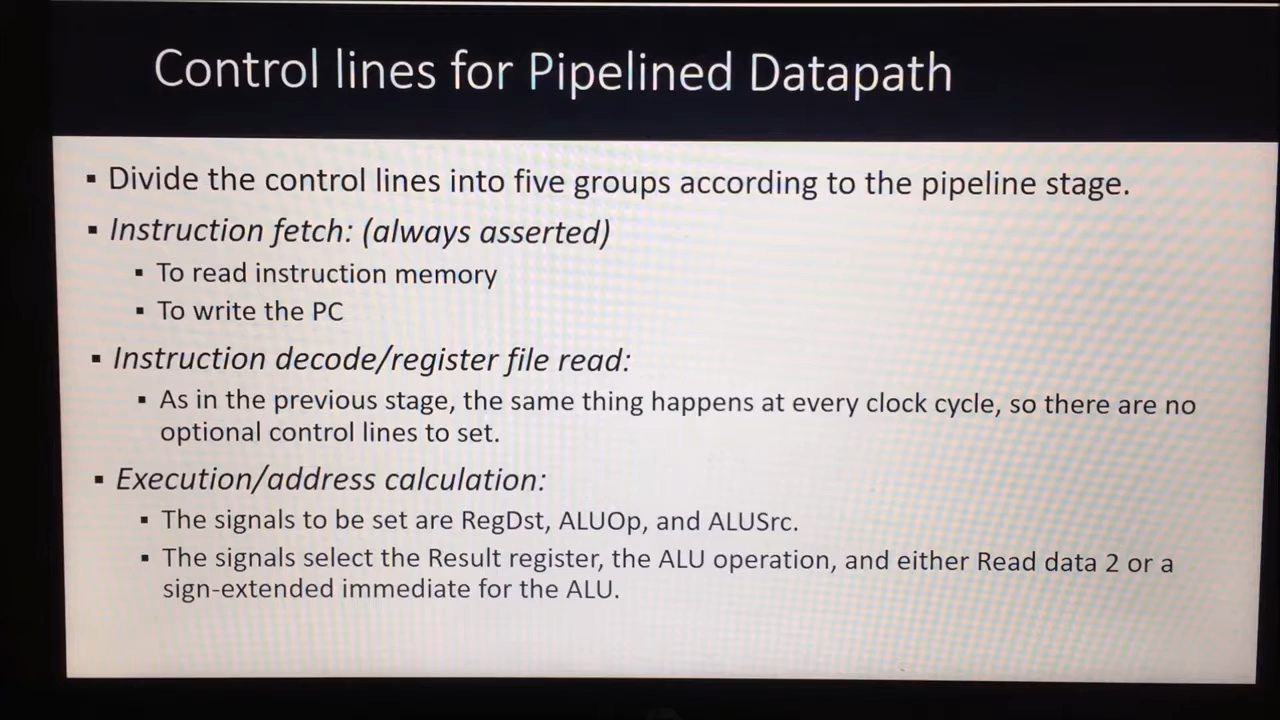 Control lines for Pipelined Datapath
▪ Divide the control lines into five groups according to the pipeline stage.
▪ Instruction fetch: (always asserted)
▪ To read instruction memory
▪ To write the PC
▪ Instruction decode/register file read:
▪ As in the previous stage, the same thing happens at every clock cycle, so there are no
optional control lines to set.
▪ Execution/address calculation:
▪ The signals to be set are RegDst, ALUOp, and ALUSrc.
▪ The signals select the Result register, the ALU operation, and either Read data 2 or a
sign-extended immediate for the ALU.